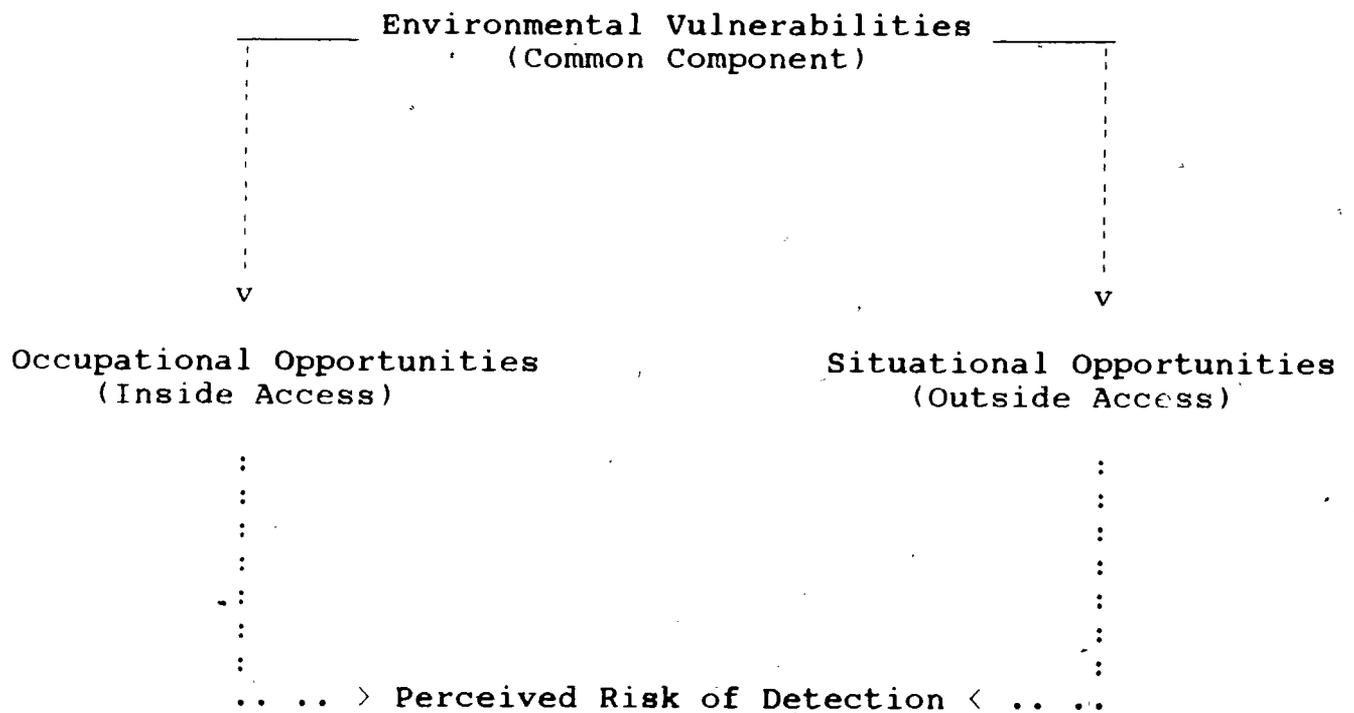 Environmental Vulnerabilities
(Common Component)
v v
Occupational Opportunities Situational Opportunities
(Inside Access) (Outside Access)
.. .. > Perceived Risk of Detection < .. ..